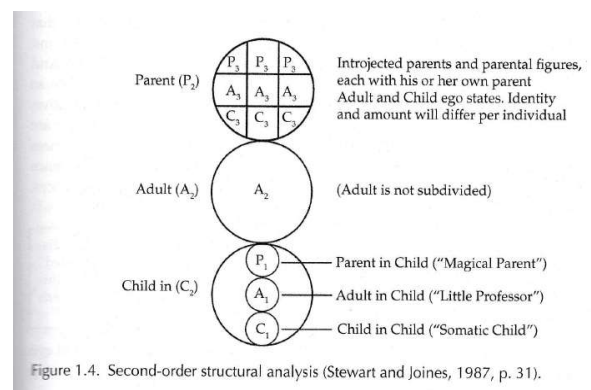 Parent (P₂)
P₃ P₃ P₃
A₃ A₃ A₃
C₃ C₃ C₃
Introjected parents and parental figures,
each with his or her own parent
Adult and Child ego states. Identity
and amount will differ per individual
Adult (A₂)
A₂
(Adult is not subdivided)
Child in (C₂)
P₁
Parent in Child ("Magical Parent")
A₁
Adult in Child ("Little Professor")
C₁
Child in Child ("Somatic Child")
Figure 1.4. Second-order structural analysis (Stewart and Joines, 1987, p. 31).